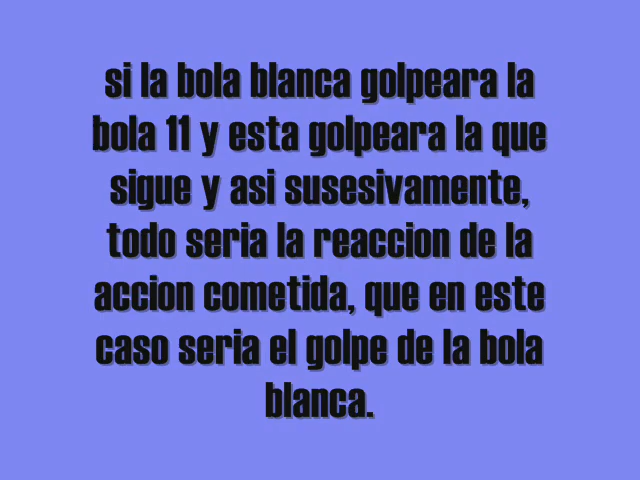 si la bola blanca golpeara la
bola 11 y esta golpeara la que
sigue y asi susesivamente,
todo seria la reaccion de la
accion cometida, que en este
caso seria el golpe de la bola
blanca.